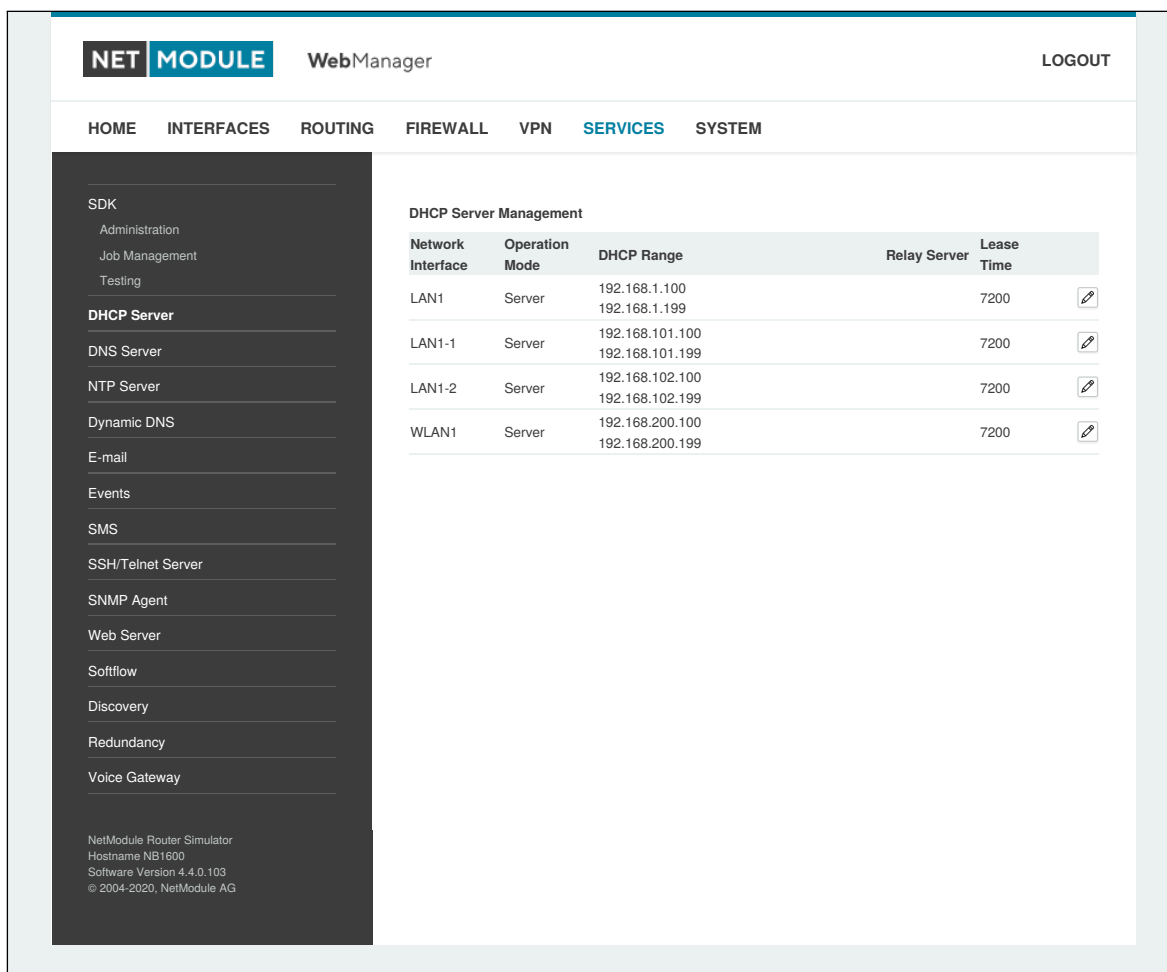 NET MODULE WebManager LOGOUT
HOME INTERFACES ROUTING FIREWALL VPN SERVICES SYSTEM
SDK
Administration
Job Management
Testing
DHCP Server
DNS Server
NTP Server
Dynamic DNS
E-mail
Events
SMS
SSH/Telnet Server
SNMP Agent
Web Server
Softflow
Discovery
Redundancy
Voice Gateway
NetModule Router Simulator
Hostname NB1600
Software Version 4.4.0.103
© 2004-2020, NetModule AG
DHCP Server Management
Network Interface Operation Mode DHCP Range Relay Server Lease Time
LAN1 Server 192.168.1.100 7200
192.168.1.199
LAN1-1 Server 192.168.101.100 7200
192.168.101.199
LAN1-2 Server 192.168.102.100 7200
192.168.102.199
WLAN1 Server 192.168.200.100 7200
192.168.200.199